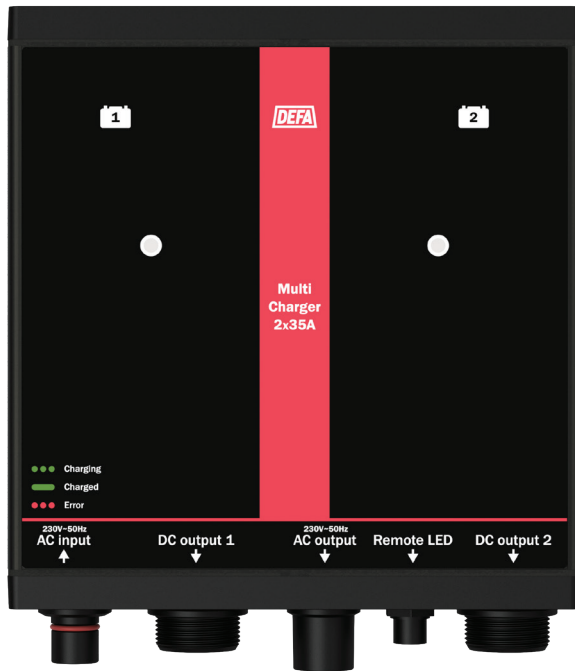 1
DEFA
2
Multi
Charger
2x35A
Charging
Charged
Error
230V~50Hz
AC input
DC output 1
230V~50Hz
AC output
Remote LED
DC output 2